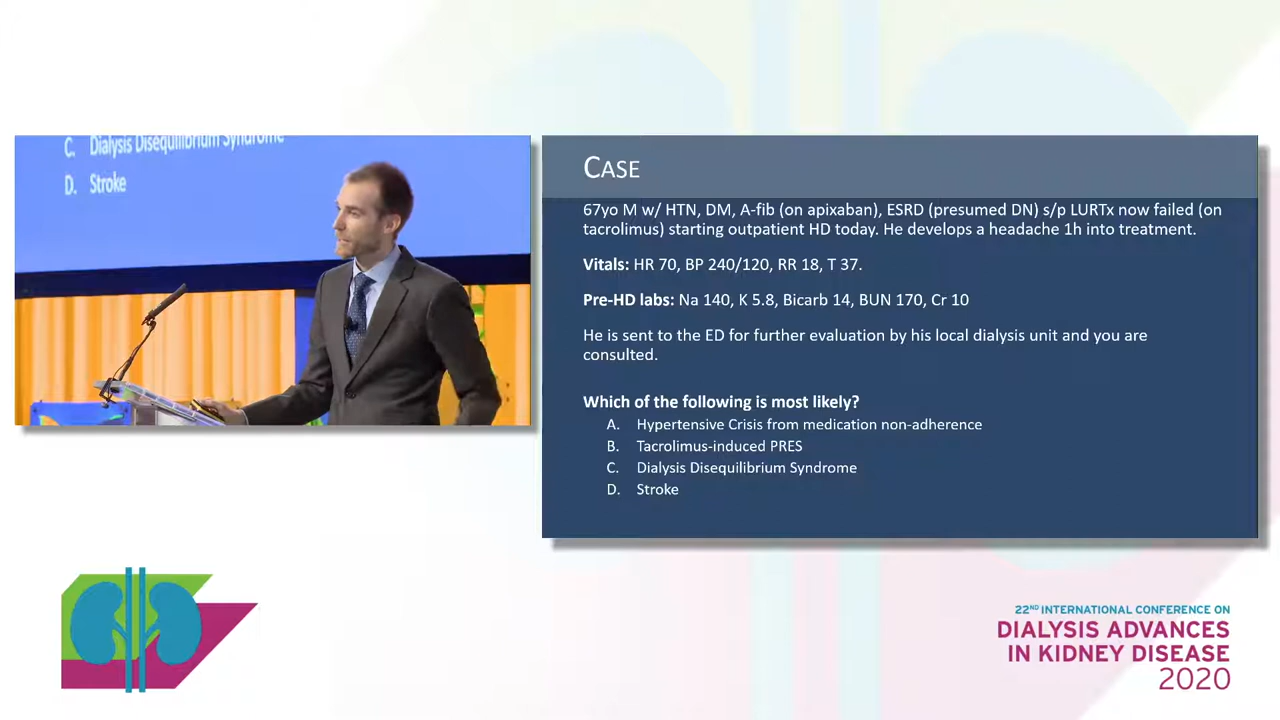 C. Dialysis Disequilibrium Syndrome
D. Stroke
CASE
67yo M w/ HTN, DM, A-fib (on apixaban), ESRD (presumed DN) s/p LURTx now failed (on
tacrolimus) starting outpatient HD today. He develops a headache 1h into treatment.
Vitals: HR 70, BP 240/120, RR 18, T 37.
Pre-HD labs: Na 140, K 5.8, Bicarb 14, BUN 170, Cr 10
He is sent to the ED for further evaluation by his local dialysis unit and you are
consulted.
Which of the following is most likely?
A. Hypertensive Crisis from medication non-adherence
B. Tacrolimus-induced PRES
C. Dialysis Disequilibrium Syndrome
D. Stroke
22ND INTERNATIONAL CONFERENCE ON
DIALYSIS ADVANCES
IN KIDNEY DISEASE
2020